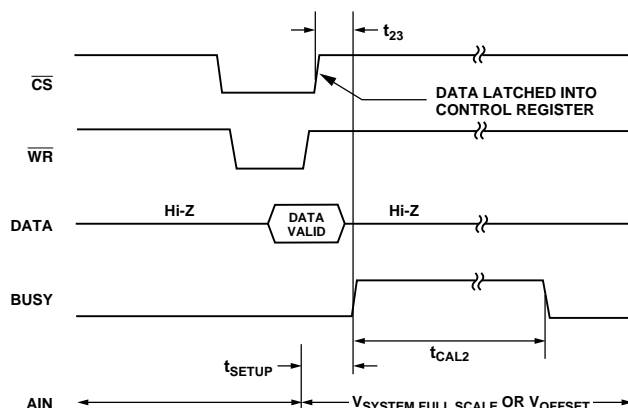 t23
CS
DATA LATCHED INTO
CONTROL REGISTER
WR
Hi-Z
Hi-Z
DATA
DATA
VALID
BUSY
tSETUP
tCAL2
AIN
VSYSTEM FULL SCALE OR VOFFSET